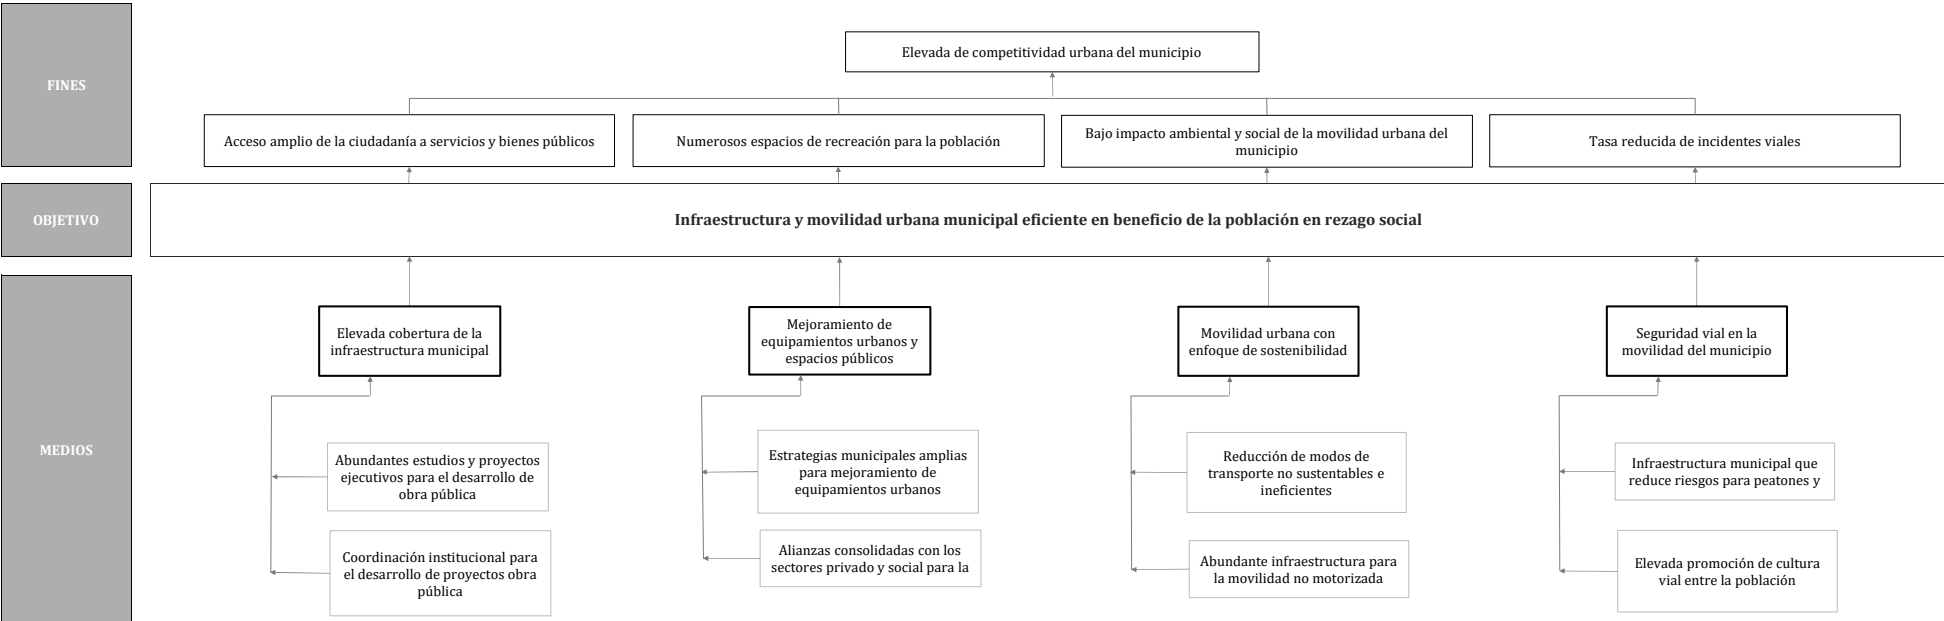 FINES
Elevada de competitividad urbana del municipio
Acceso amplio de la ciudadanía a servicios y bienes públicos
Numerosos espacios de recreación para la población
Bajo impacto ambiental y social de la movilidad urbana del
municipio
Tasa reducida de incidentes viales
OBJETIVO
Infraestructura y movilidad urbana municipal eficiente en beneficio de la población en rezago social
MEDIOS
Elevada cobertura de la
infraestructura municipal
Mejoramiento de
equipamientos urbanos y
espacios públicos
Movilidad urbana con
enfoque de sostenibilidad
Seguridad vial en la
movilidad del municipio
Abundantes estudios y proyectos
ejecutivos para el desarrollo de
obra pública
Estrategias municipales amplias
para mejoramiento de
equipamientos urbanos
Reducción de modos de
transporte no sustentables e
ineficientes
Infraestructura municipal que
reduce riesgos para peatones y
Coordinación institucional para
el desarrollo de proyectos obra
pública
Alianzas consolidadas con los
sectores privado y social para la
Abundante infraestructura para
la movilidad no motorizada
Elevada promoción de cultura
vial entre la población